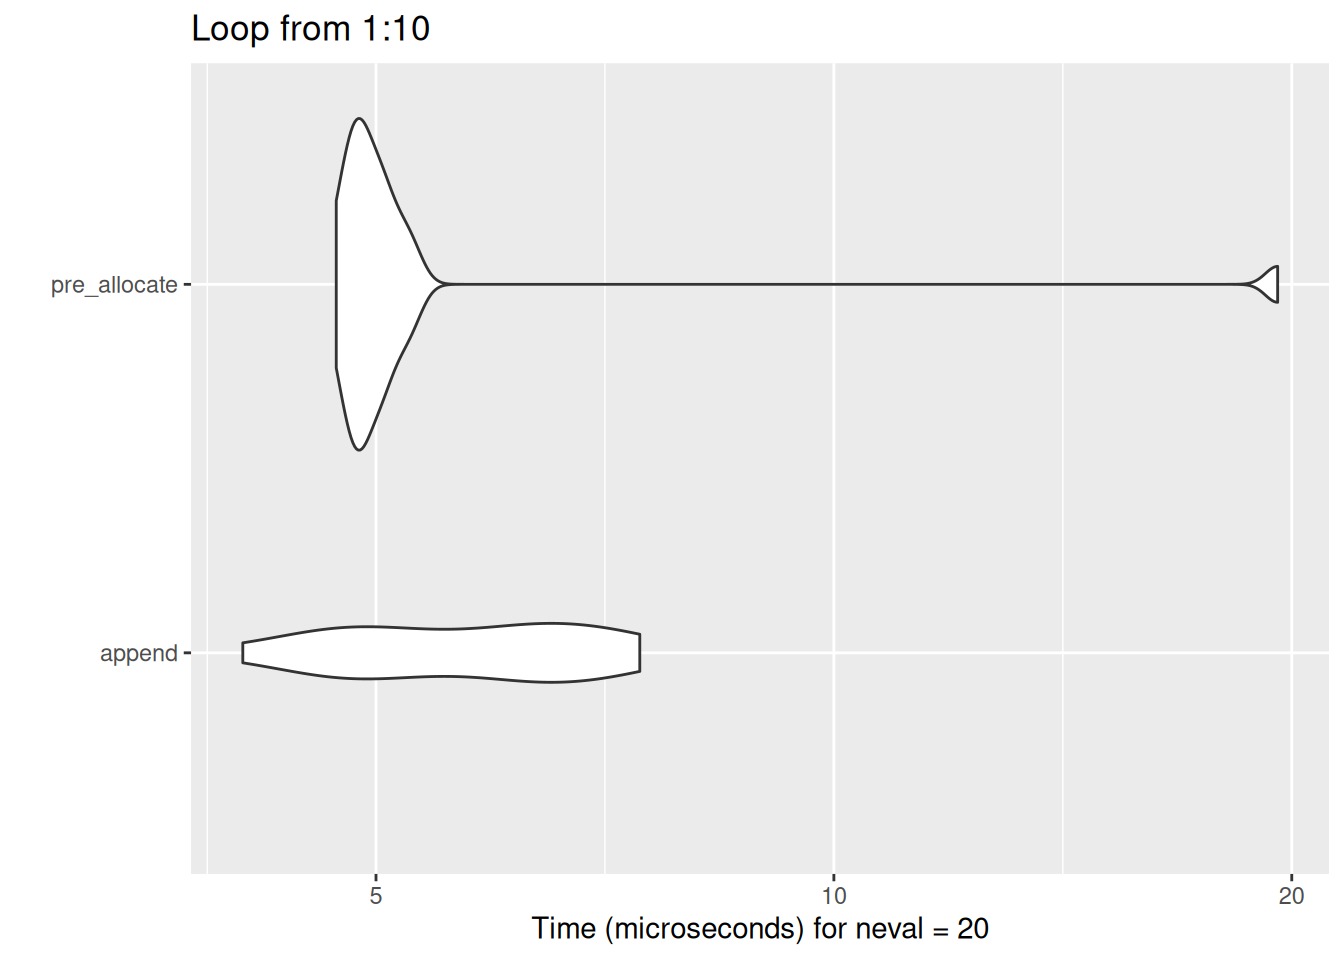 Loop from 1:10
pre_allocate
append
5 10 20
Time (microseconds) for neval = 20